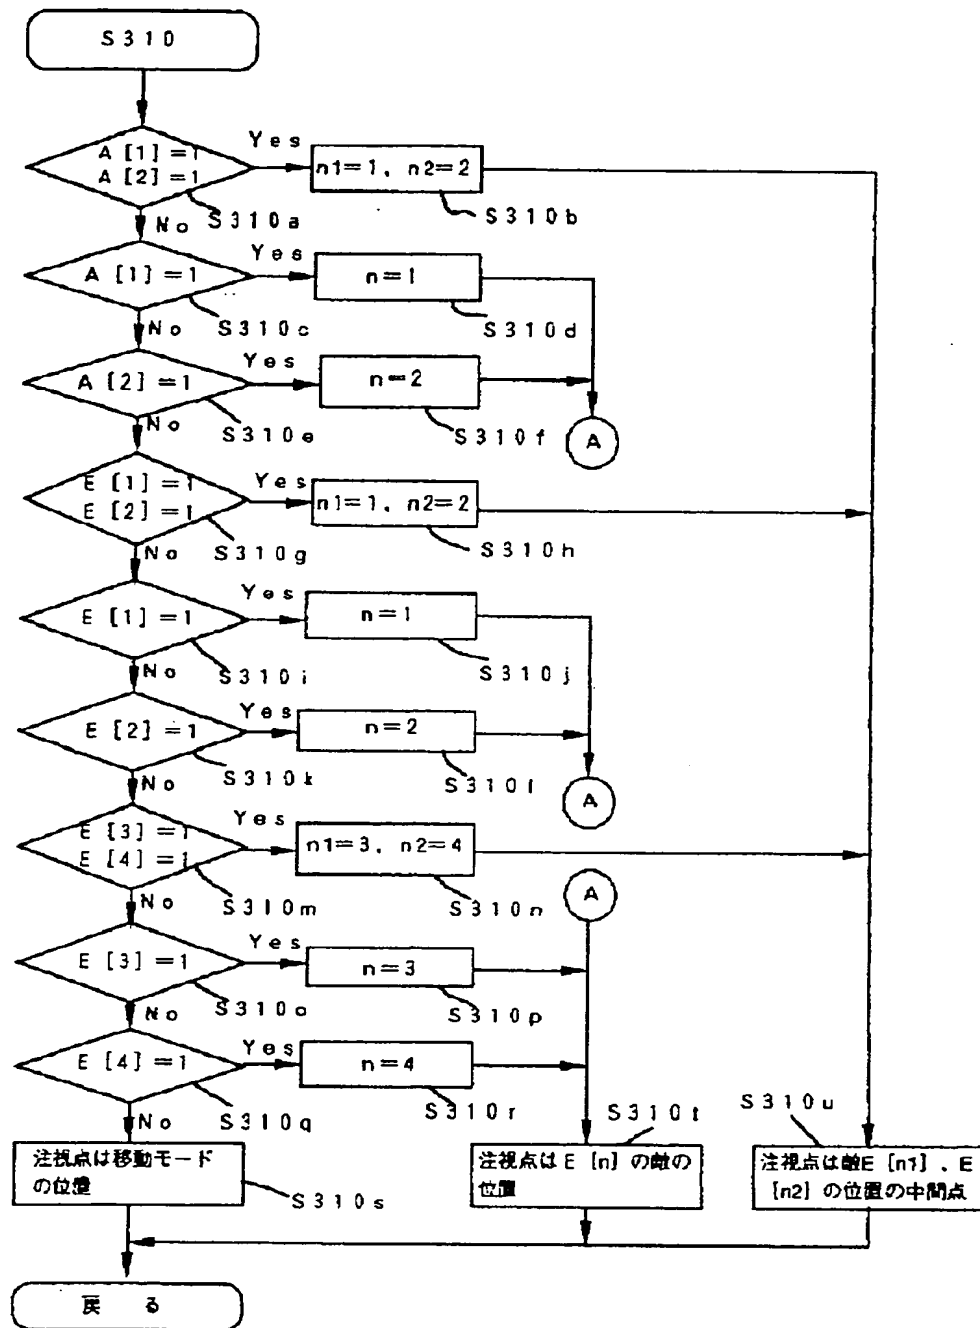 S310
A [1]=1
A [2]=1
Yes
n1=1, n2=2
S310a
S310b
No
A [1]=1
Yes
n=1
S310c
S310d
No
A [2]=1
Yes
n=2
S310e
S310f
A
No
E [1]=1
E [2]=1
Yes
n1=1, n2=2
S310g
S310h
No
E [1]=1
Yes
n=1
S310i
S310j
No
E [2]=1
Yes
n=2
S310k
S310l
A
No
E [3]=1
E [4]=1
Yes
n1=3, n2=4
S310m
S310n
A
No
E [3]=1
Yes
n=3
S310o
S310p
No
E [4]=1
Yes
n=4
S310q
S310r
No
注視点は移動モード
の位置
S310s
S310t
注視点はE [n] の敵の
位置
S310u
注視点は敵E [n1] 、E
[n2] の位置の中間点
戻 る